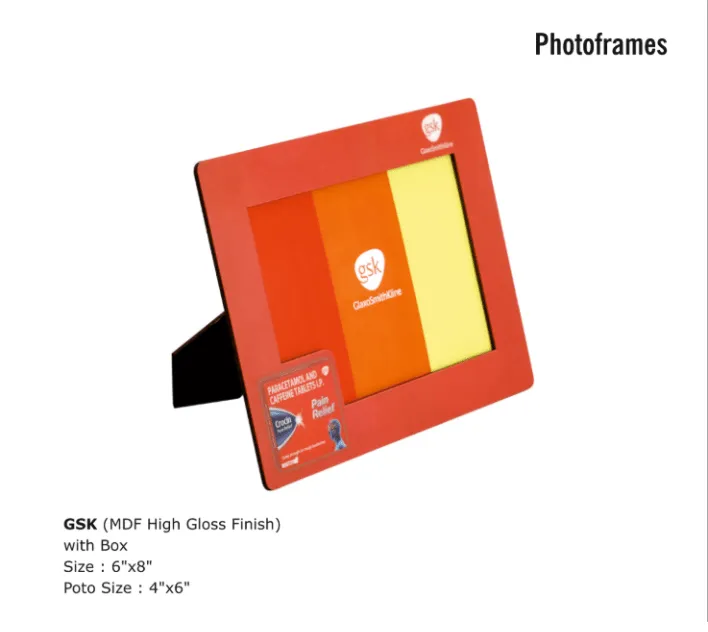 Photoframes
gsk
GlaxoSmithKline
gsk
GlaxoSmithKline
PARACETAMOL AND
CAFFEINE TABLETS I.P.
Crocin
Pain
Relief
GSK (MDF High Gloss Finish)
with Box
Size : 6"x8"
Poto Size : 4"x6"